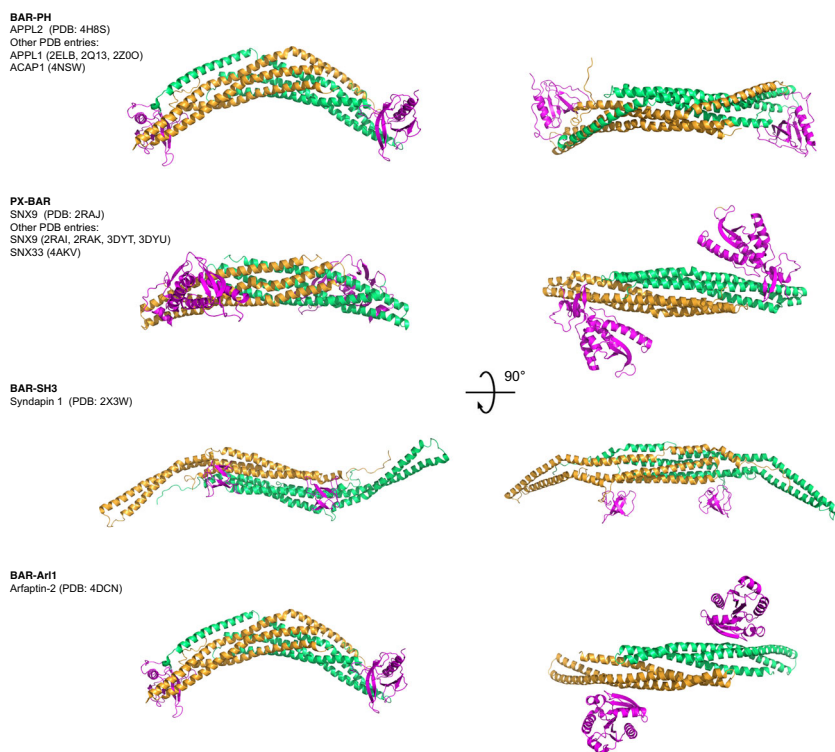 BAR-PH
APPL2 (PDB: 4H8S)
Other PDB entries:
APPL1 (2ELB, 2Q13, 2Z0O)
ACAP1 (4NSW)
PX-BAR
SNX9 (PDB: 2RAJ)
Other PDB entries:
SNX9 (2RAI, 2RAK, 3DYT, 3DYU)
SNX33 (4AKV)
90°
BAR-SH3
Syndapin 1 (PDB: 2X3W)
BAR-Arl1
Arfaptin-2 (PDB: 4DCN)